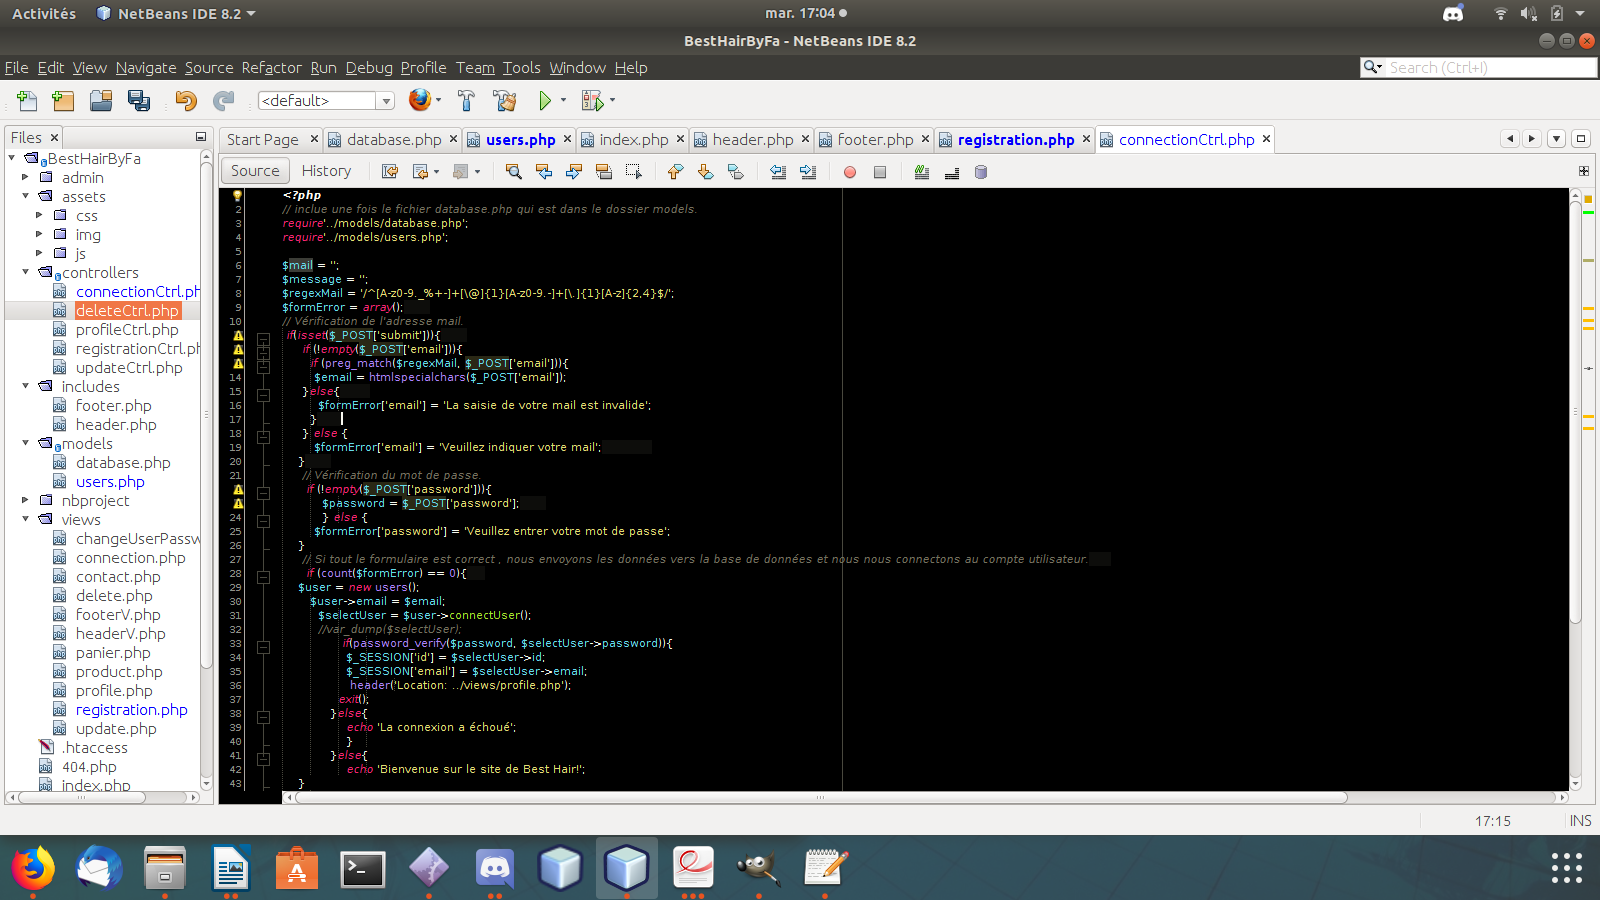 Activités NetBeans IDE 8.2 mar. 17:04
BestHairByFa - NetBeans IDE 8.2
File Edit View Navigate Source Refactor Run Debug Profile Team Tools Window Help Search (Ctrl+I)
<default>
Files Start Page database.php users.php index.php header.php footer.php registration.php connectionCtrl.php
Source History
BestHairByFa
admin
assets
css
img
js
controllers
connectionCtrl.ph
deleteCtrl.php
profileCtrl.php
registrationCtrl.ph
updateCtrl.php
includes
footer.php
header.php
models
database.php
users.php
nbproject
views
changeUserPassw
connection.php
contact.php
delete.php
footerV.php
headerV.php
panier.php
product.php
profile.php
registration.php
update.php
.htaccess
404.php
index.php
<?php
2 // inclue une fois le fichier database.php qui est dans le dossier models.
3 require'../models/database.php';
4 require'../models/users.php';
5
6 $mail = '';
7 $message = '';
8 $regexMail = '/^[A-z0-9._%+-]+[\@]{1}[A-z0-9.-]+[\.]{1}[A-z]{2,4}$/';
9 $formError = array();
10 // Vérification de l'adresse mail.
if(isset($_POST['submit'])){
if (!empty($_POST['email'])){
if (preg_match($regexMail, $_POST['email'])){
14 $email = htmlspecialchars($_POST['email']);
15 }else{
16 $formError['email'] = 'La saisie de votre mail est invalide';
17 }
18 } else {
19 $formError['email'] = 'Veuillez indiquer votre mail';
20 }
21 // Vérification du mot de passe.
if (!empty($_POST['password'])){
$password = $_POST['password'];
24 } else {
25 $formError['password'] = 'Veuillez entrer votre mot de passe';
26 }
27 // Si tout le formulaire est correct , nous envoyons les données vers la base de données et nous nous connectons au compte utilisateur.
28 if (count($formError) == 0){
29 $user = new users();
30 $user->email = $email;
31 $selectUser = $user->connectUser();
32 //var_dump($selectUser);
33 if(password_verify($password, $selectUser->password)){
34 $_SESSION['id'] = $selectUser->id;
35 $_SESSION['email'] = $selectUser->email;
36 header('Location: ../views/profile.php');
37 exit();
38 }else{
39 echo 'La connexion a échoué';
40 }
41 }else{
42 echo 'Bienvenue sur le site de Best Hair!';
43 }
17:15 INS